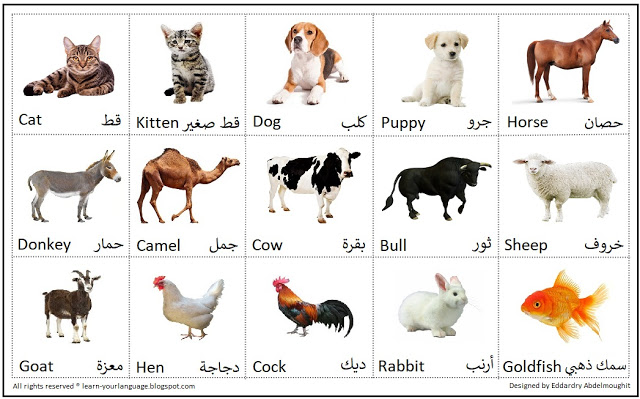 Cat قط
Kitten قط صغير
Dog كلب
Puppy جرو
Horse حصان
Donkey حمار
Camel جمل
Cow بقرة
Bull ثور
Sheep خروف
Goat معزة
Hen دجاجة
Cock ديك
Rabbit أرنب
Goldfish سمك ذهبي
All rights reserved ® learn-yourlanguage.blogspot.com
Designed by Eddardry Abdelmoughit